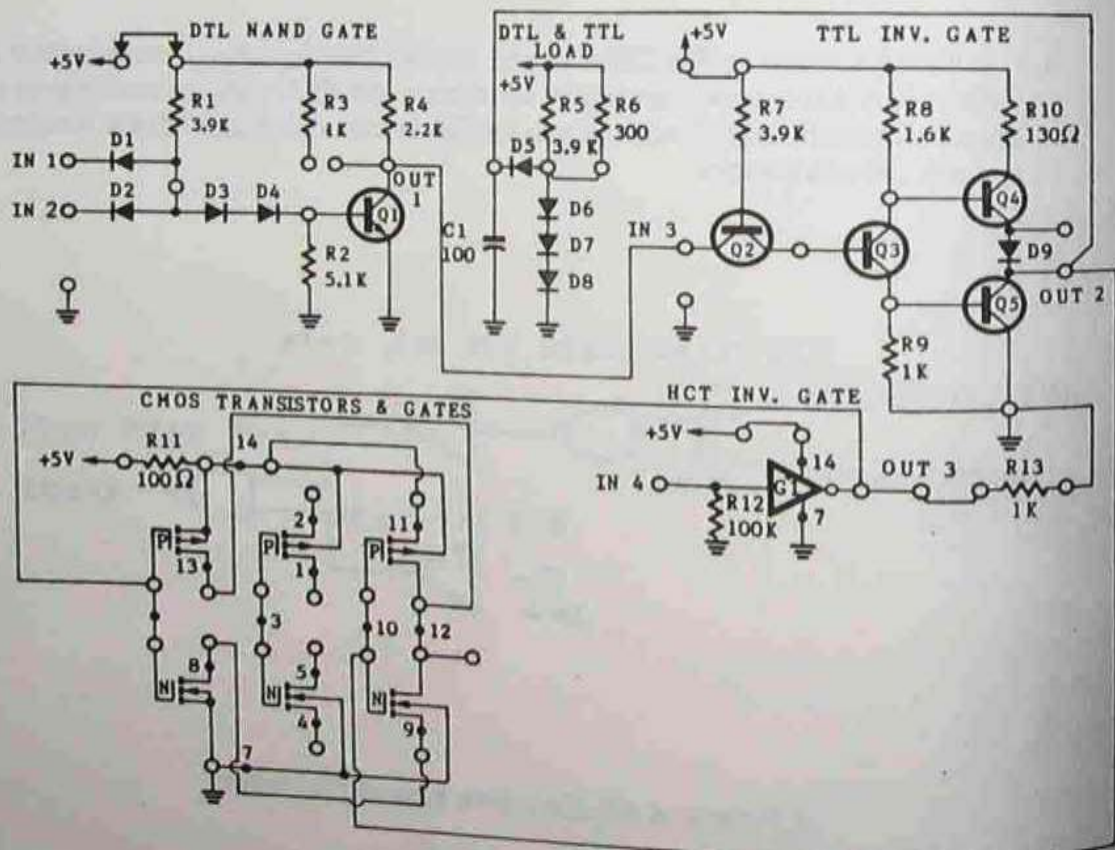 DTL NAND GATE
+5V
R1
3.9K
R3
1K
R4
2.2K
IN 1
D1
IN 2
D2
D3
D4
Q1
OUT
1
R2
5.1K
DTL & TTL
LOAD
+5V
R5
3.9K
R6
300
D5
D6
D7
D8
C1
100
TTL INV. GATE
+5V
R7
3.9K
R8
1.6K
R10
130Ω
IN 3
Q2
Q3
Q4
D9
Q5
OUT 2
R9
1K
CMOS TRANSISTORS & GATES
+5V
R11
100Ω
14
P
13
2
P
1
11
P
3
10
12
8
N
5
N
4
N
9
7
HCT INV. GATE
+5V
14
IN 4
G1
R12
100K
7
OUT 3
R13
1K